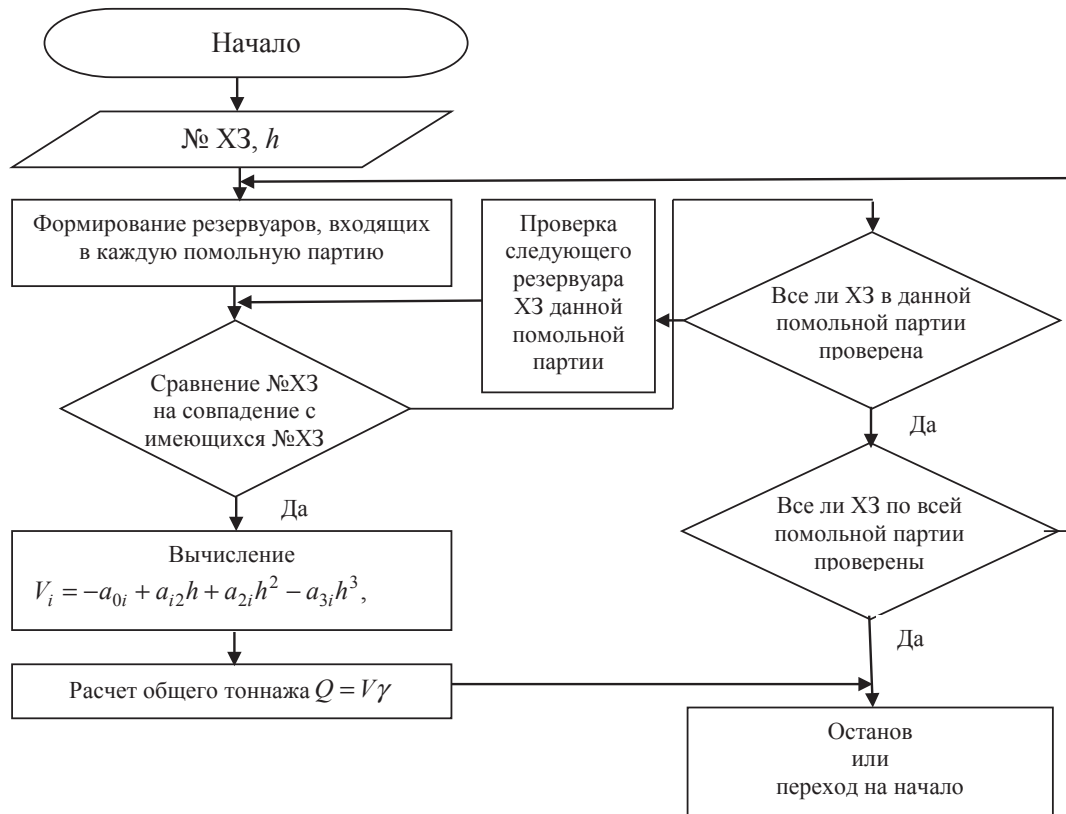 Начало
№ ХЗ, h
Формирование резервуаров, входящих
в каждую помольную партию
Проверка
следующего
резервуара
ХЗ данной
помольной
партии
Все ли ХЗ в данной
помольной партии
проверена
Сравнение №ХЗ
на совпадение с
имеющихся №ХЗ
Да
Да
Все ли ХЗ по всей
помольной партии
проверены
Вычисление
V_i = −a_{0i} + a_{i2}h + a_{2i}h^2 − a_{3i}h^3,
Да
Расчет общего тоннажа Q = Vγ
Останов
или
переход на начало